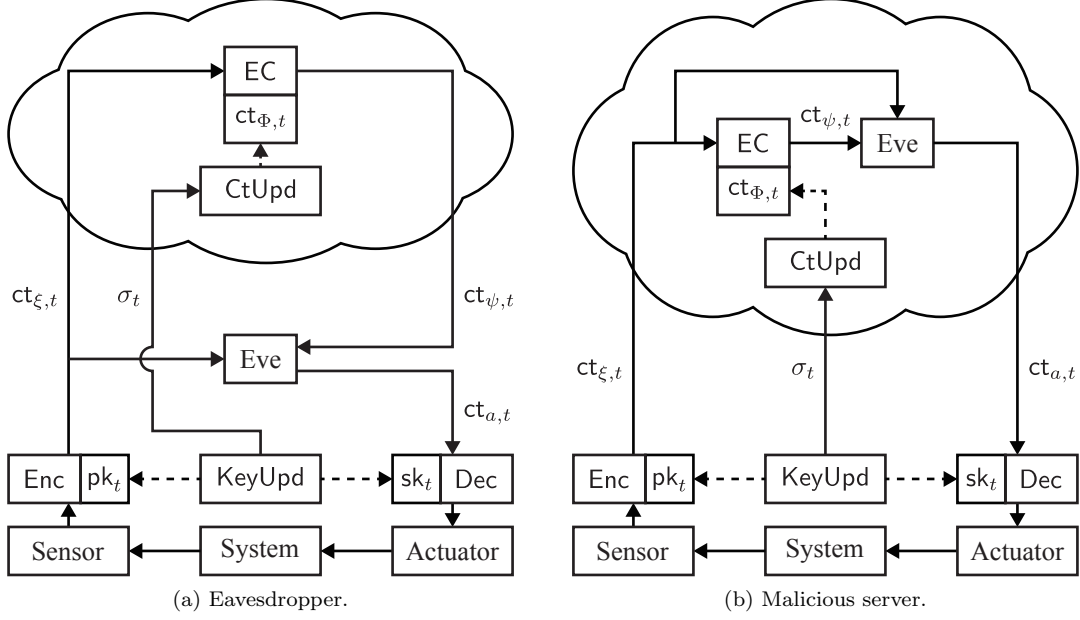 EC
ct_{Φ,t}
CtUpd
ct_{ξ,t}
σ_t
ct_{ψ,t}
Eve
ct_{a,t}
Enc pk_t KeyUpd sk_t Dec
Sensor System Actuator
(a) Eavesdropper.
ct_{ψ,t}
EC Eve
ct_{Φ,t}
CtUpd
ct_{ξ,t}
σ_t
ct_{a,t}
Enc pk_t KeyUpd sk_t Dec
Sensor System Actuator
(b) Malicious server.